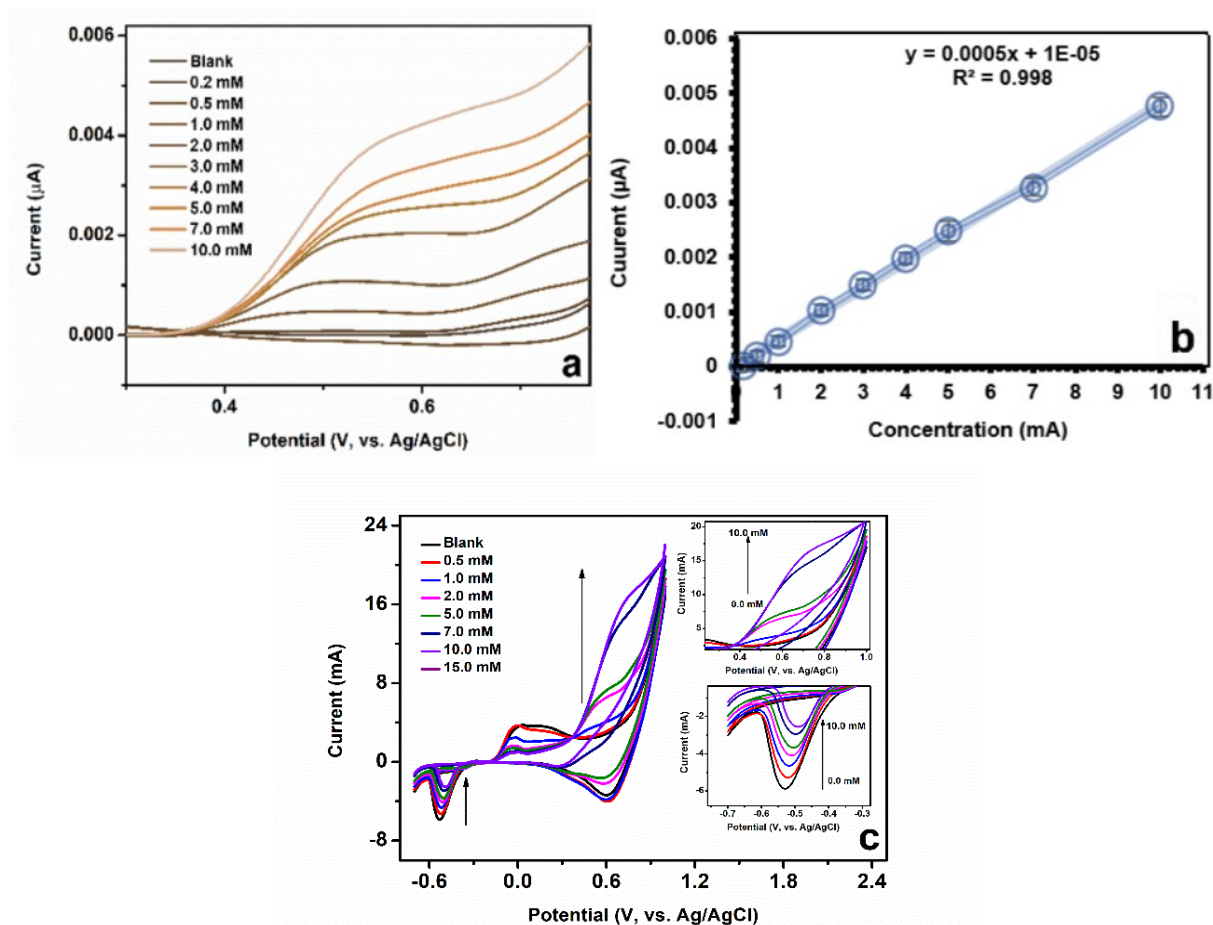 0.006
0.004
0.002
0.000
Current (μA)
Blank
0.2 mM
0.5 mM
1.0 mM
2.0 mM
3.0 mM
4.0 mM
5.0 mM
7.0 mM
10.0 mM
a
0.4
0.6
Potential (V, vs. Ag/AgCl)
y = 0.0005x + 1E-05
R² = 0.998
0.006
0.005
0.004
0.003
0.002
0.001
0
-0.001
Cuurent (μA)
b
1 2 3 4 5 6 7 8 9 10 11
Concentration (mA)
24
16
8
0
-8
Current (mA)
Blank
0.5 mM
1.0 mM
2.0 mM
5.0 mM
7.0 mM
10.0 mM
15.0 mM
20
15
10
5
Current (mA)
10.0 mM
0.0 mM
0.4 0.6 0.8 1.0
Potential (V, vs. Ag/AgCl)
-2
-4
-6
Current (mA)
10.0 mM
0.0 mM
-0.7 -0.6 -0.5 -0.4 -0.3
Potential (V, vs. Ag/AgCl)
c
-0.6 0.0 0.6 1.2 1.8 2.4
Potential (V, vs. Ag/AgCl)